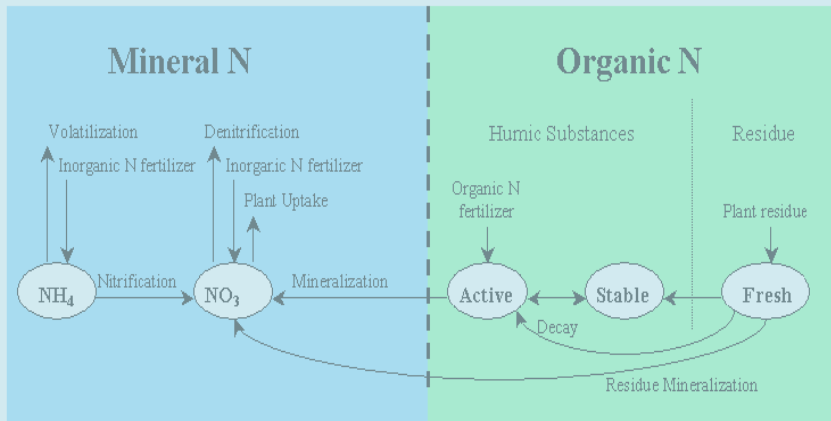 Mineral N
Organic N
Volatilization
Denitrification
Humic Substances
Residue
Inorganic N fertilizer
Inorganic N fertilizer
Organic N
fertilizer
Plant Uptake
Plant residue
NH₄
Nitrification
NO₃
Mineralization
Active
Stable
Fresh
Decay
Residue Mineralization